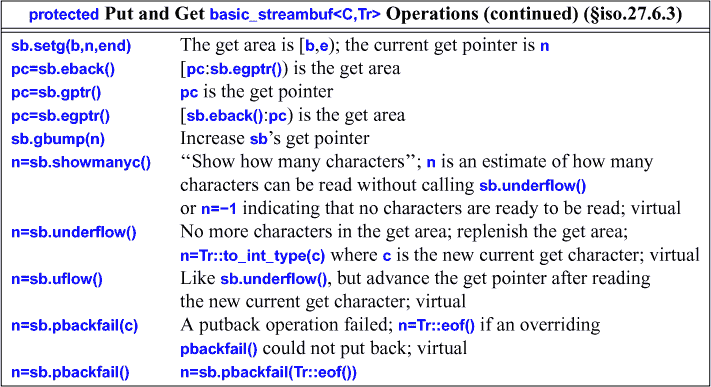 protected Put and Get basic_streambuf<C,Tr> Operations (continued) (§iso.27.6.3)
sb.setg(b,n,end) The get area is [b,e); the current get pointer is n
pc=sb.eback() [pc:sb.egptr()) is the get area
pc=sb.gptr() pc is the get pointer
pc=sb.egptr() [sb.eback():pc) is the get area
sb.gbump(n) Increase sb’s get pointer
n=sb.showmanyc() ‘‘Show how many characters’’; n is an estimate of how many
characters can be read without calling sb.underflow()
or n=−1 indicating that no characters are ready to be read; virtual
n=sb.underflow() No more characters in the get area; replenish the get area;
n=Tr::to_int_type(c) where c is the new current get character; virtual
n=sb.uflow() Like sb.underflow(), but advance the get pointer after reading
the new current get character; virtual
n=sb.pbackfail(c) A putback operation failed; n=Tr::eof() if an overriding
pbackfail() could not put back; virtual
n=sb.pbackfail() n=sb.pbackfail(Tr::eof())